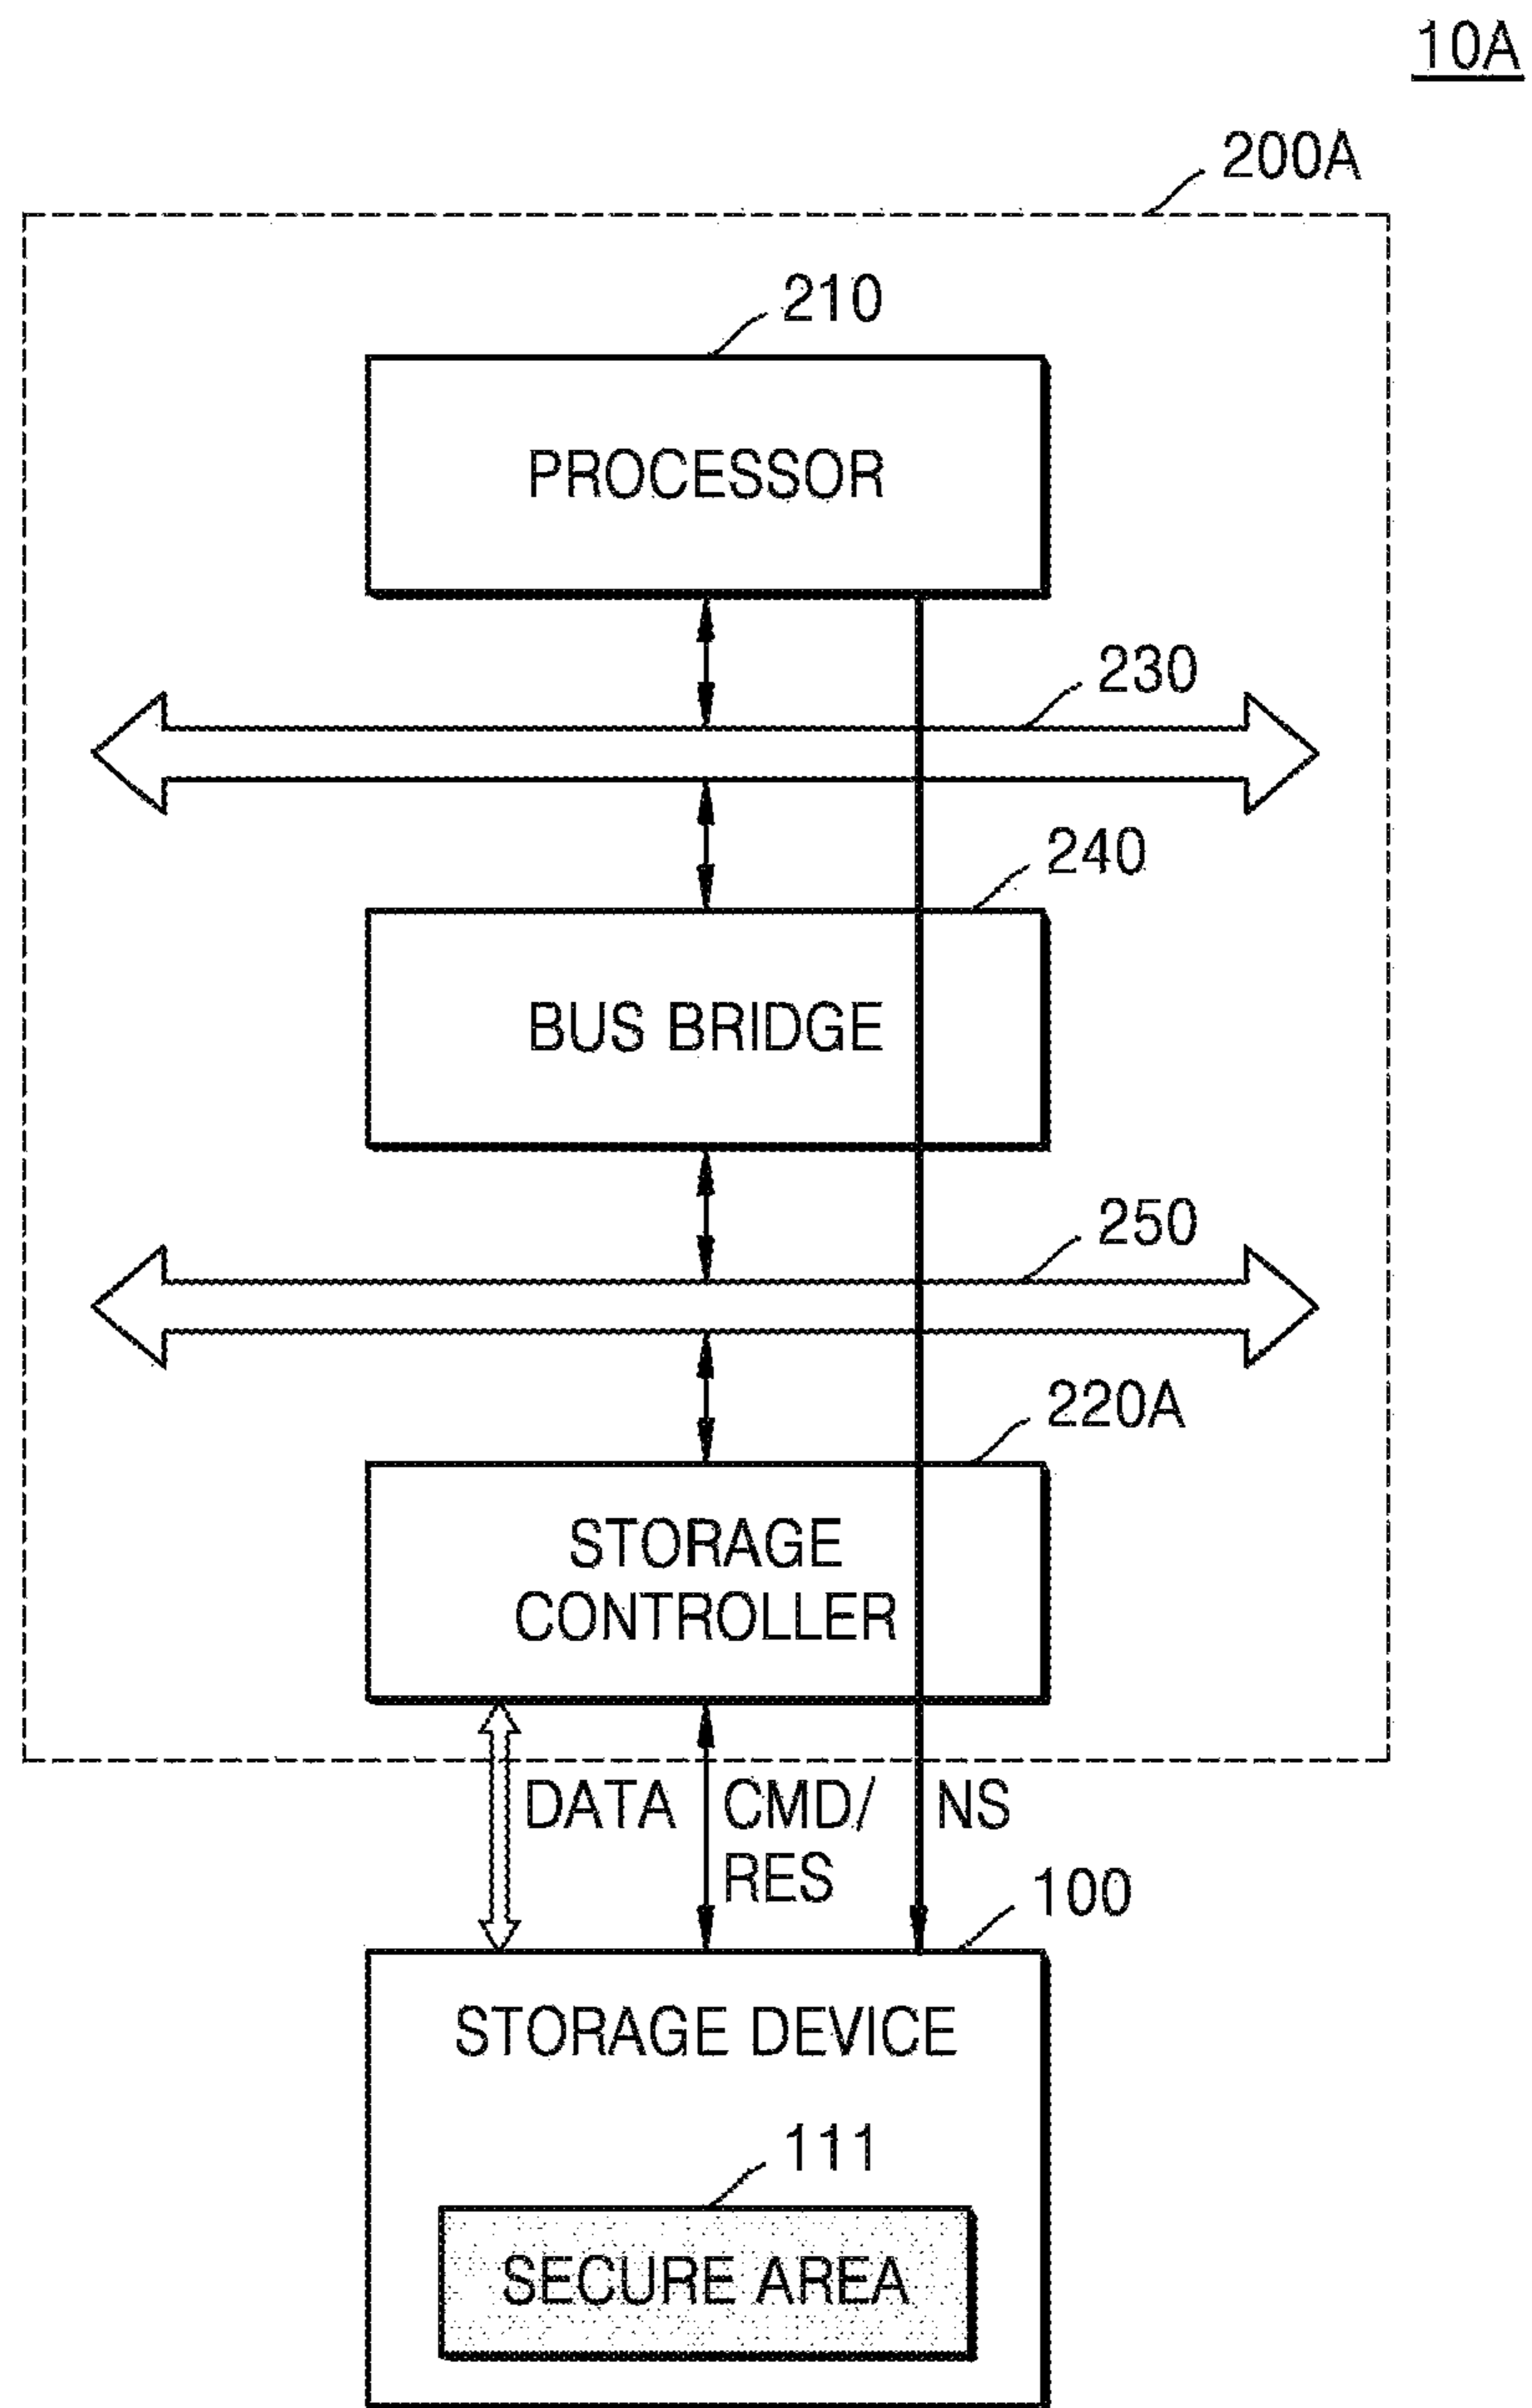 10A
200A
210
PROCESSOR
230
240
BUS BRIDGE
250
220A
STORAGE
CONTROLLER
DATA CMD/ NS
RES
100
STORAGE DEVICE
111
SECURE AREA